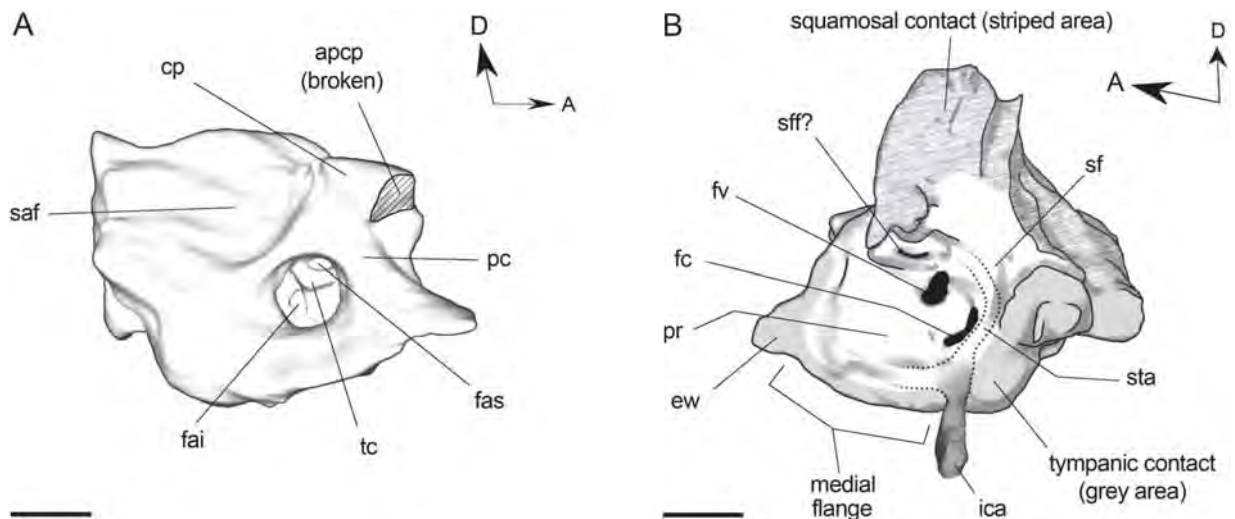 A
D
A
cp
apcp
(broken)
saf
pc
fas
fai
tc
B
D
A
squamosal contact (striped area)
sff?
fv
sf
fc
pr
sta
ew
medial
flange
ica
tympanic contact
(grey area)